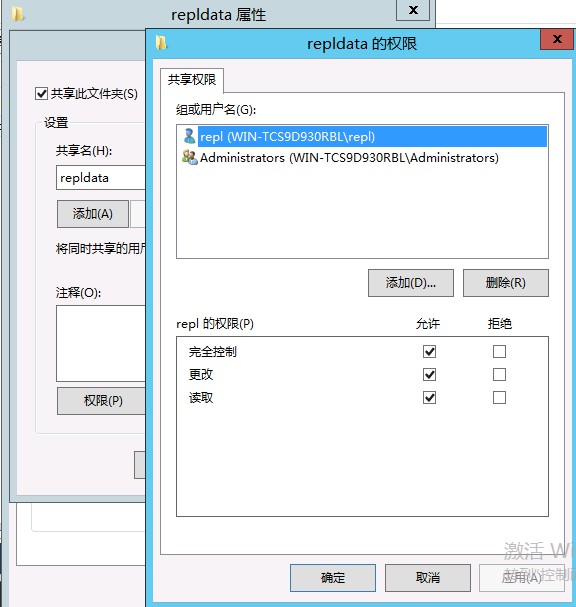 repldata 属性
x
repldata 的权限
x
共享权限
共享此文件夹(S)
组或用户名(G):
设置
repl (WIN-TCS9D930RBL\repl)
共享名(H):
Administrators (WIN-TCS9D930RBL\Administrators)
repldata
添加(A)
将同时共享的用
添加(D)...
删除(R)
注释(O):
repl 的权限(P)
允许
拒绝
完全控制
更改
读取
权限(P)
激活 Wi
转到"控制
确定
取消
应用(A)